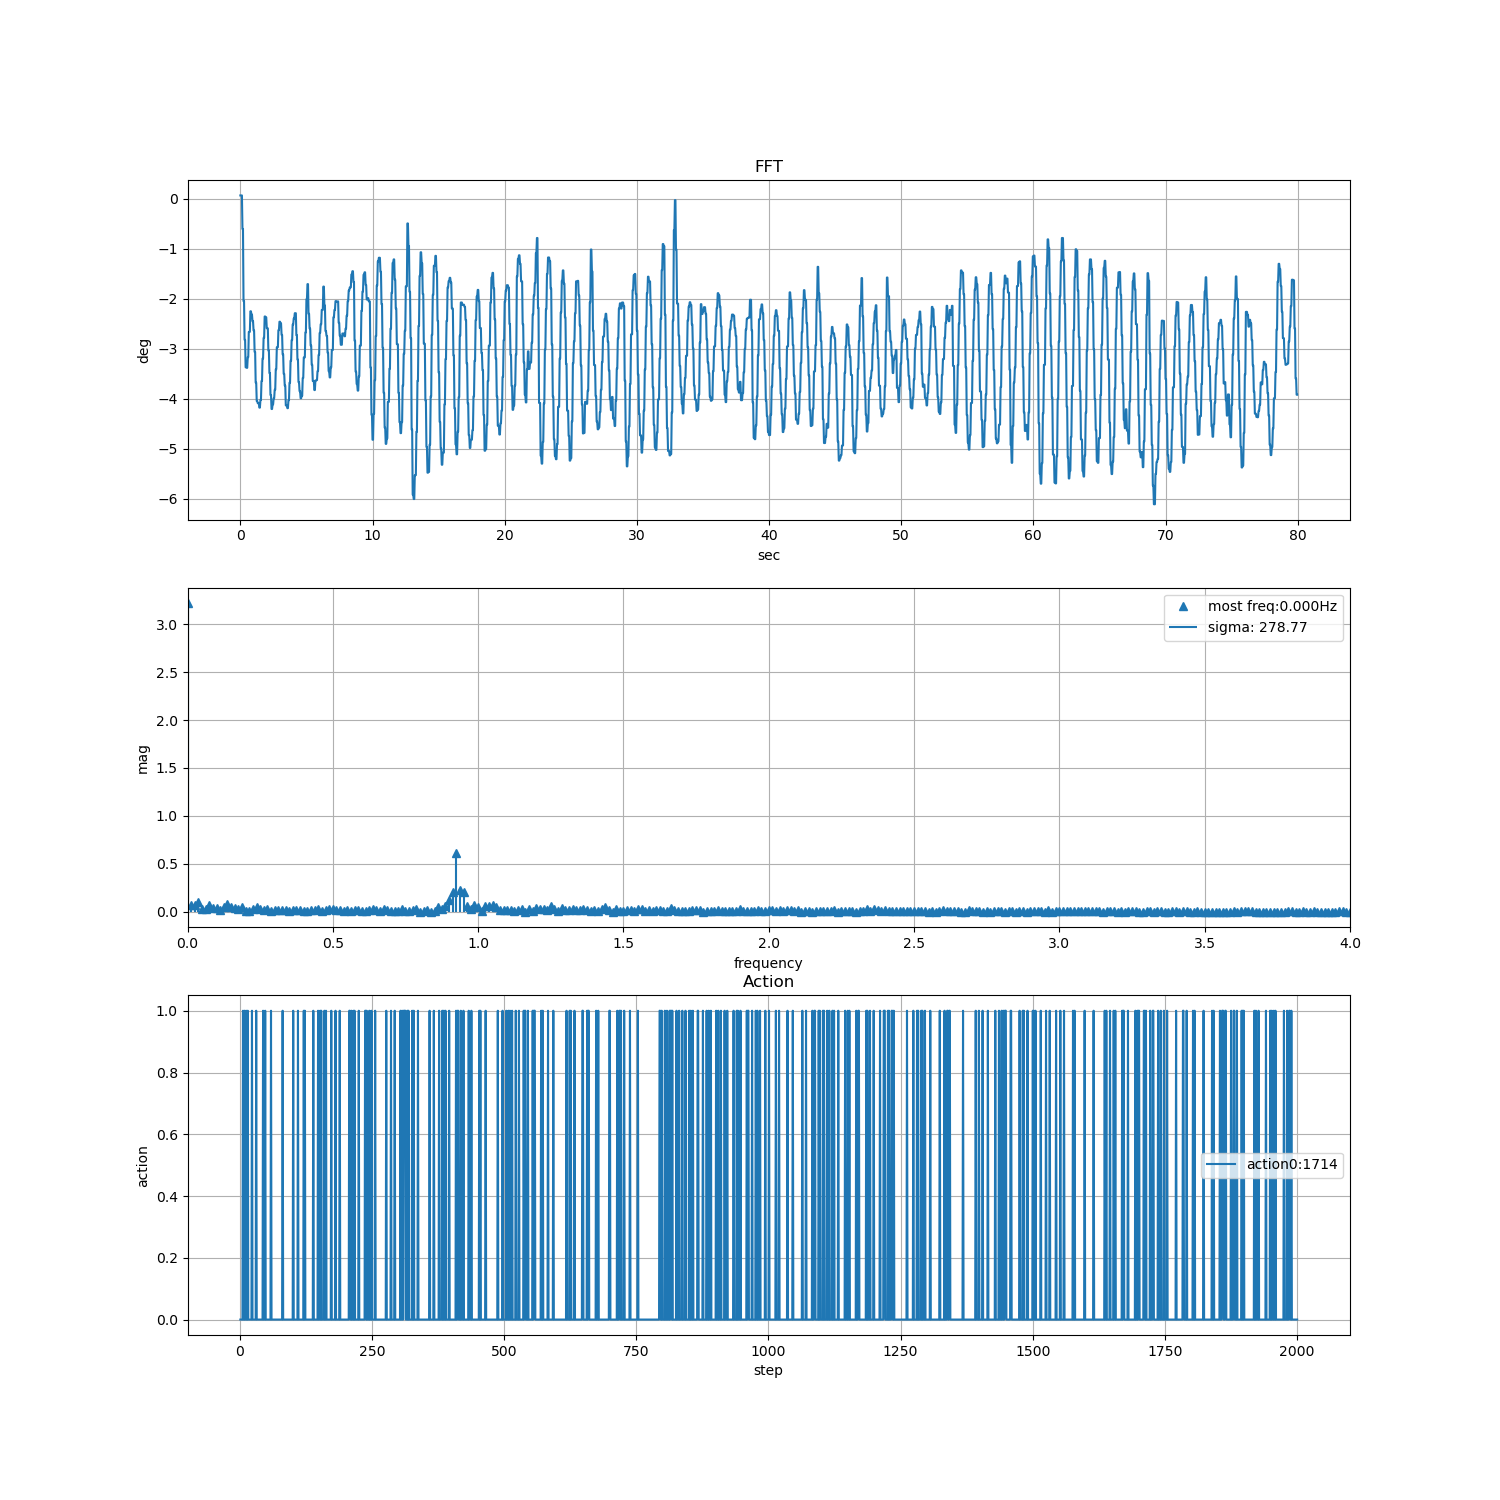 FFT
0
−1
−2
−3
−4
−5
−6
deg
0 10 20 30 40 50 60 70 80
sec
most freq:0.000Hz
sigma: 278.77
3.0
2.5
2.0
1.5
1.0
0.5
0.0
mag
0.0 0.5 1.0 1.5 2.0 2.5 3.0 3.5 4.0
frequency
Action
1.0
0.8
0.6
0.4
0.2
0.0
action
action0:1714
0 250 500 750 1000 1250 1500 1750 2000
step